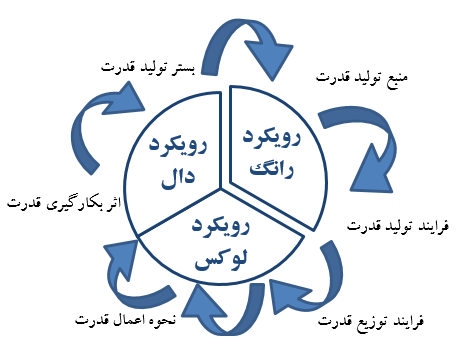 بستر تولید قدرت
منبع تولید قدرت
رویکرد
رانگ
رویکرد
دال
اثر بکارگیری قدرت
فرایند تولید قدرت
رویکرد
لوکس
فرایند توزیع قدرت
نحوه اعمال قدرت